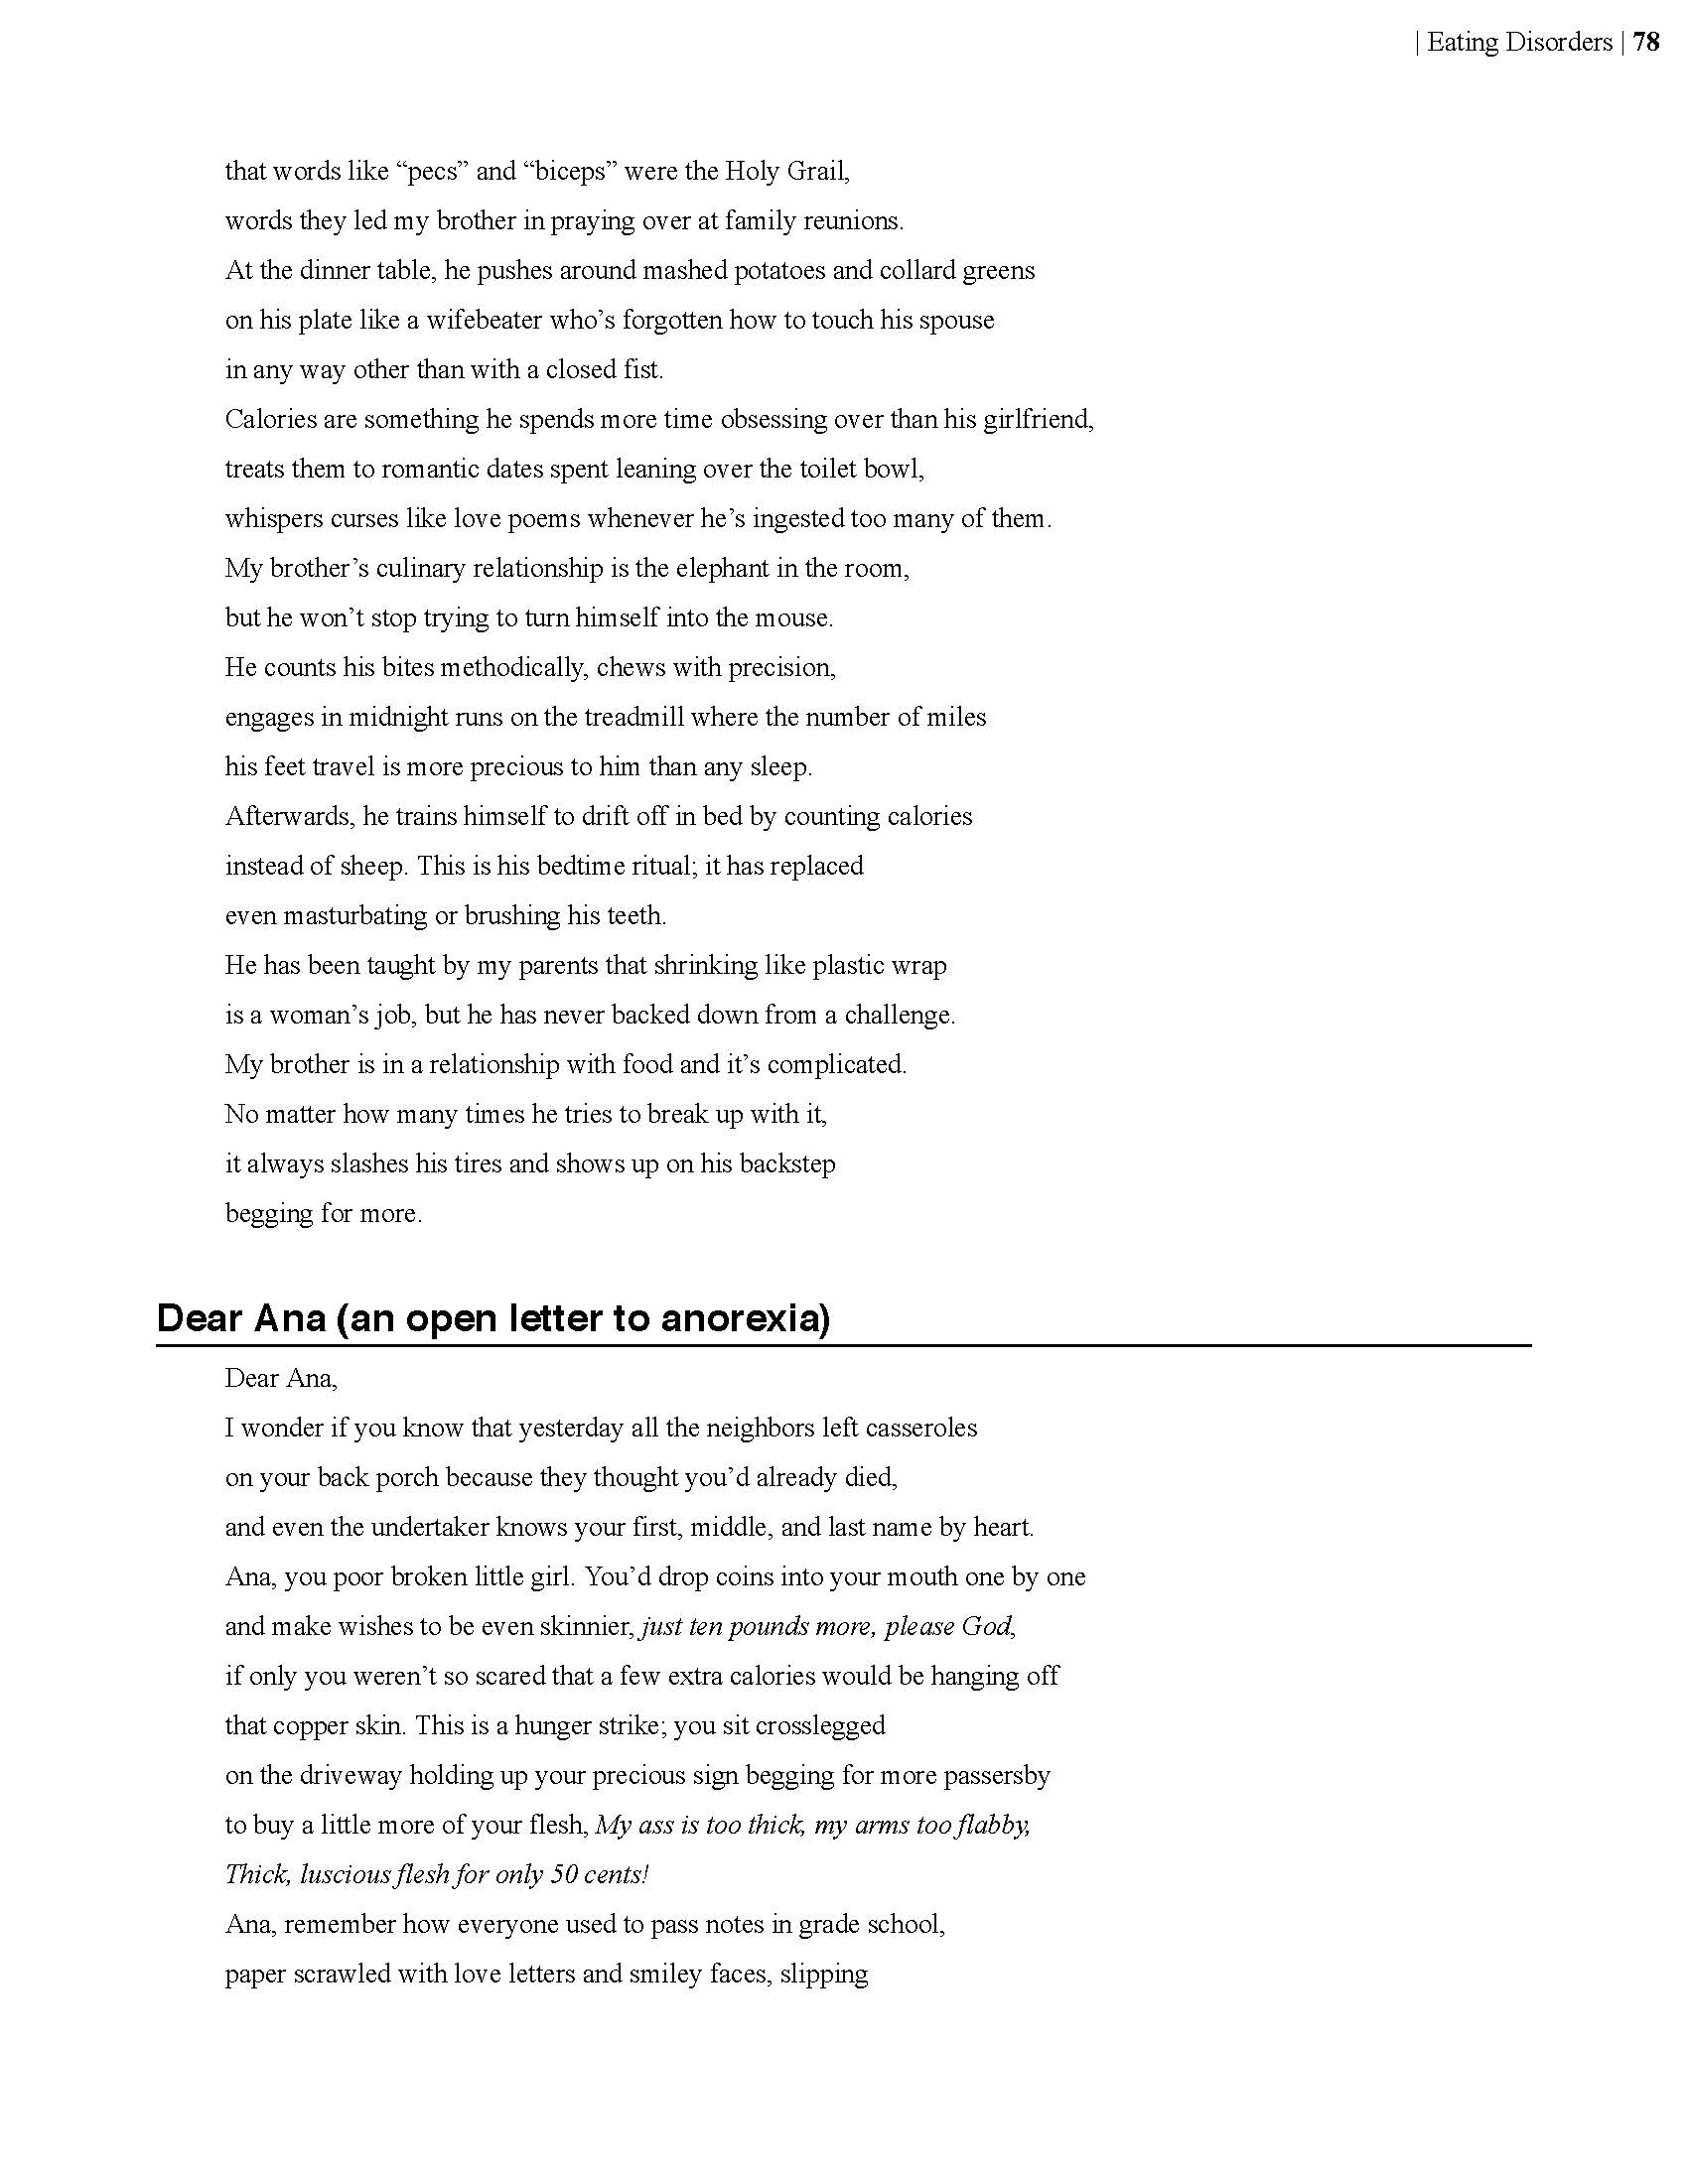 | Eating Disorders | 78
that words like “pecs” and “biceps” were the Holy Grail,
words they led my brother in praying over at family reunions.
At the dinner table, he pushes around mashed potatoes and collard greens
on his plate like a wifebeater who’s forgotten how to touch his spouse
in any way other than with a closed fist.
Calories are something he spends more time obsessing over than his girlfriend,
treats them to romantic dates spent leaning over the toilet bowl,
whispers curses like love poems whenever he’s ingested too many of them.
My brother’s culinary relationship is the elephant in the room,
but he won’t stop trying to turn himself into the mouse.
He counts his bites methodically, chews with precision,
engages in midnight runs on the treadmill where the number of miles
his feet travel is more precious to him than any sleep.
Afterwards, he trains himself to drift off in bed by counting calories
instead of sheep. This is his bedtime ritual; it has replaced
even masturbating or brushing his teeth.
He has been taught by my parents that shrinking like plastic wrap
is a woman’s job, but he has never backed down from a challenge.
My brother is in a relationship with food and it’s complicated.
No matter how many times he tries to break up with it,
it always slashes his tires and shows up on his backstep
begging for more.
Dear Ana (an open letter to anorexia)
Dear Ana,
I wonder if you know that yesterday all the neighbors left casseroles
on your back porch because they thought you’d already died,
and even the undertaker knows your first, middle, and last name by heart.
Ana, you poor broken little girl. You’d drop coins into your mouth one by one
and make wishes to be even skinnier, just ten pounds more, please God,
if only you weren’t so scared that a few extra calories would be hanging off
that copper skin. This is a hunger strike; you sit crosslegged
on the driveway holding up your precious sign begging for more passersby
to buy a little more of your flesh, My ass is too thick, my arms too flabby,
Thick, luscious flesh for only 50 cents!
Ana, remember how everyone used to pass notes in grade school,
paper scrawled with love letters and smiley faces, slipping